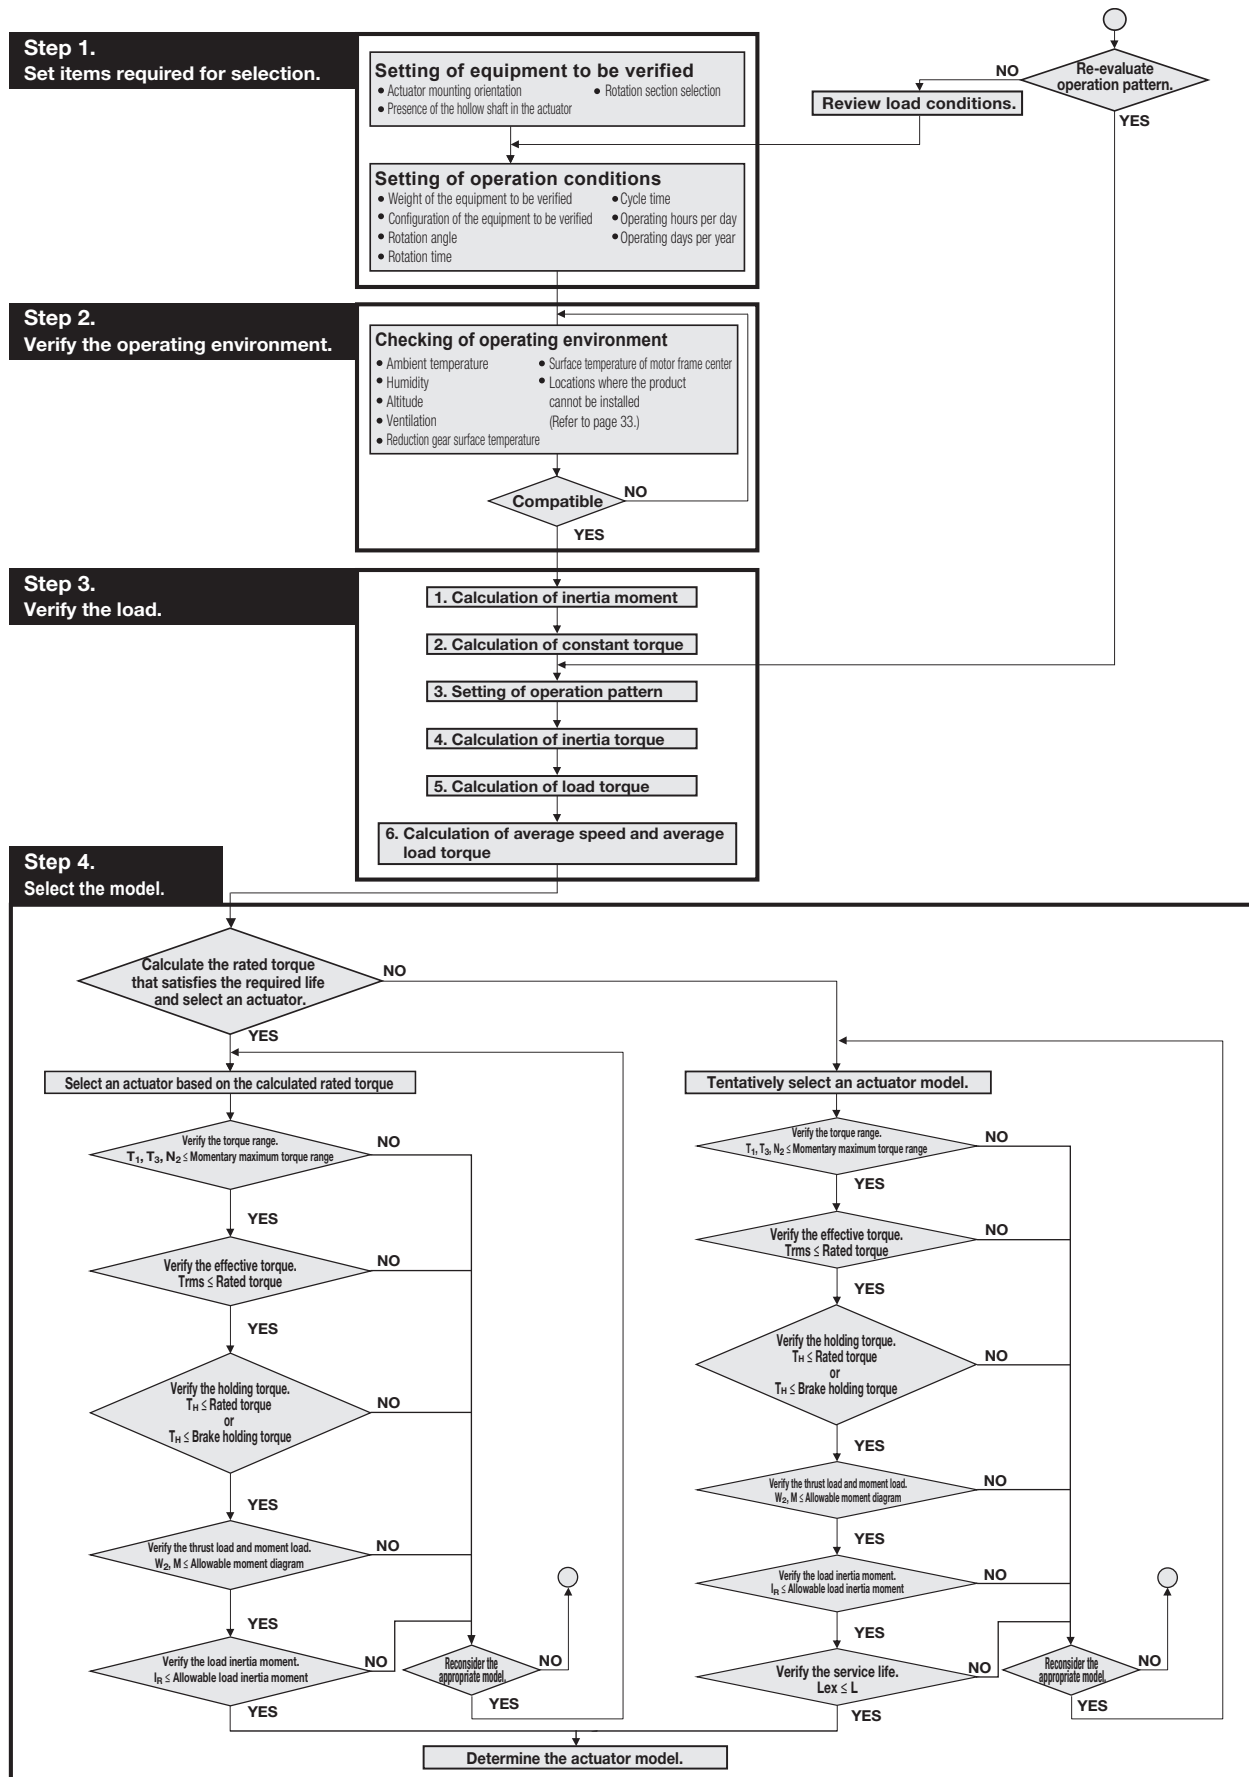 Step 1.
Set items required for selection.
Setting of equipment to be verified
• Actuator mounting orientation
• Rotation section selection
• Presence of the hollow shaft in the actuator
NO
Re-evaluate
operation pattern.
Review load conditions.
YES
Setting of operation conditions
• Weight of the equipment to be verified
• Cycle time
• Configuration of the equipment to be verified
• Operating hours per day
• Rotation angle
• Operating days per year
• Rotation time
Step 2.
Verify the operating environment.
Checking of operating environment
• Ambient temperature
• Surface temperature of motor frame center
• Humidity
• Locations where the product
• Altitude
cannot be installed
• Ventilation
(Refer to page 33.)
• Reduction gear surface temperature
Compatible
NO
YES
Step 3.
Verify the load.
1. Calculation of inertia moment
2. Calculation of constant torque
3. Setting of operation pattern
4. Calculation of inertia torque
5. Calculation of load torque
6. Calculation of average speed and average
load torque
Step 4.
Select the model.
Calculate the rated torque
that satisfies the required life
and select an actuator.
NO
YES
Select an actuator based on the calculated rated torque
Verify the torque range.
T1, T3, N2 ≤ Momentary maximum torque range
NO
YES
Verify the effective torque.
Trms ≤ Rated torque
NO
YES
Verify the holding torque.
TH ≤ Rated torque
or
TH ≤ Brake holding torque
NO
YES
Verify the thrust load and moment load.
W2, M ≤ Allowable moment diagram
NO
YES
Verify the load inertia moment.
IR ≤ Allowable load inertia moment
NO
YES
Reconsider the
appropriate model.
NO
YES
Tentatively select an actuator model.
Verify the torque range.
T1, T3, N2 ≤ Momentary maximum torque range
NO
YES
Verify the effective torque.
Trms ≤ Rated torque
NO
YES
Verify the holding torque.
TH ≤ Rated torque
or
TH ≤ Brake holding torque
NO
YES
Verify the thrust load and moment load.
W2, M ≤ Allowable moment diagram
NO
YES
Verify the load inertia moment.
IR ≤ Allowable load inertia moment
NO
YES
Verify the service life.
Lex ≤ L
NO
YES
Reconsider the
appropriate model.
NO
YES
Determine the actuator model.